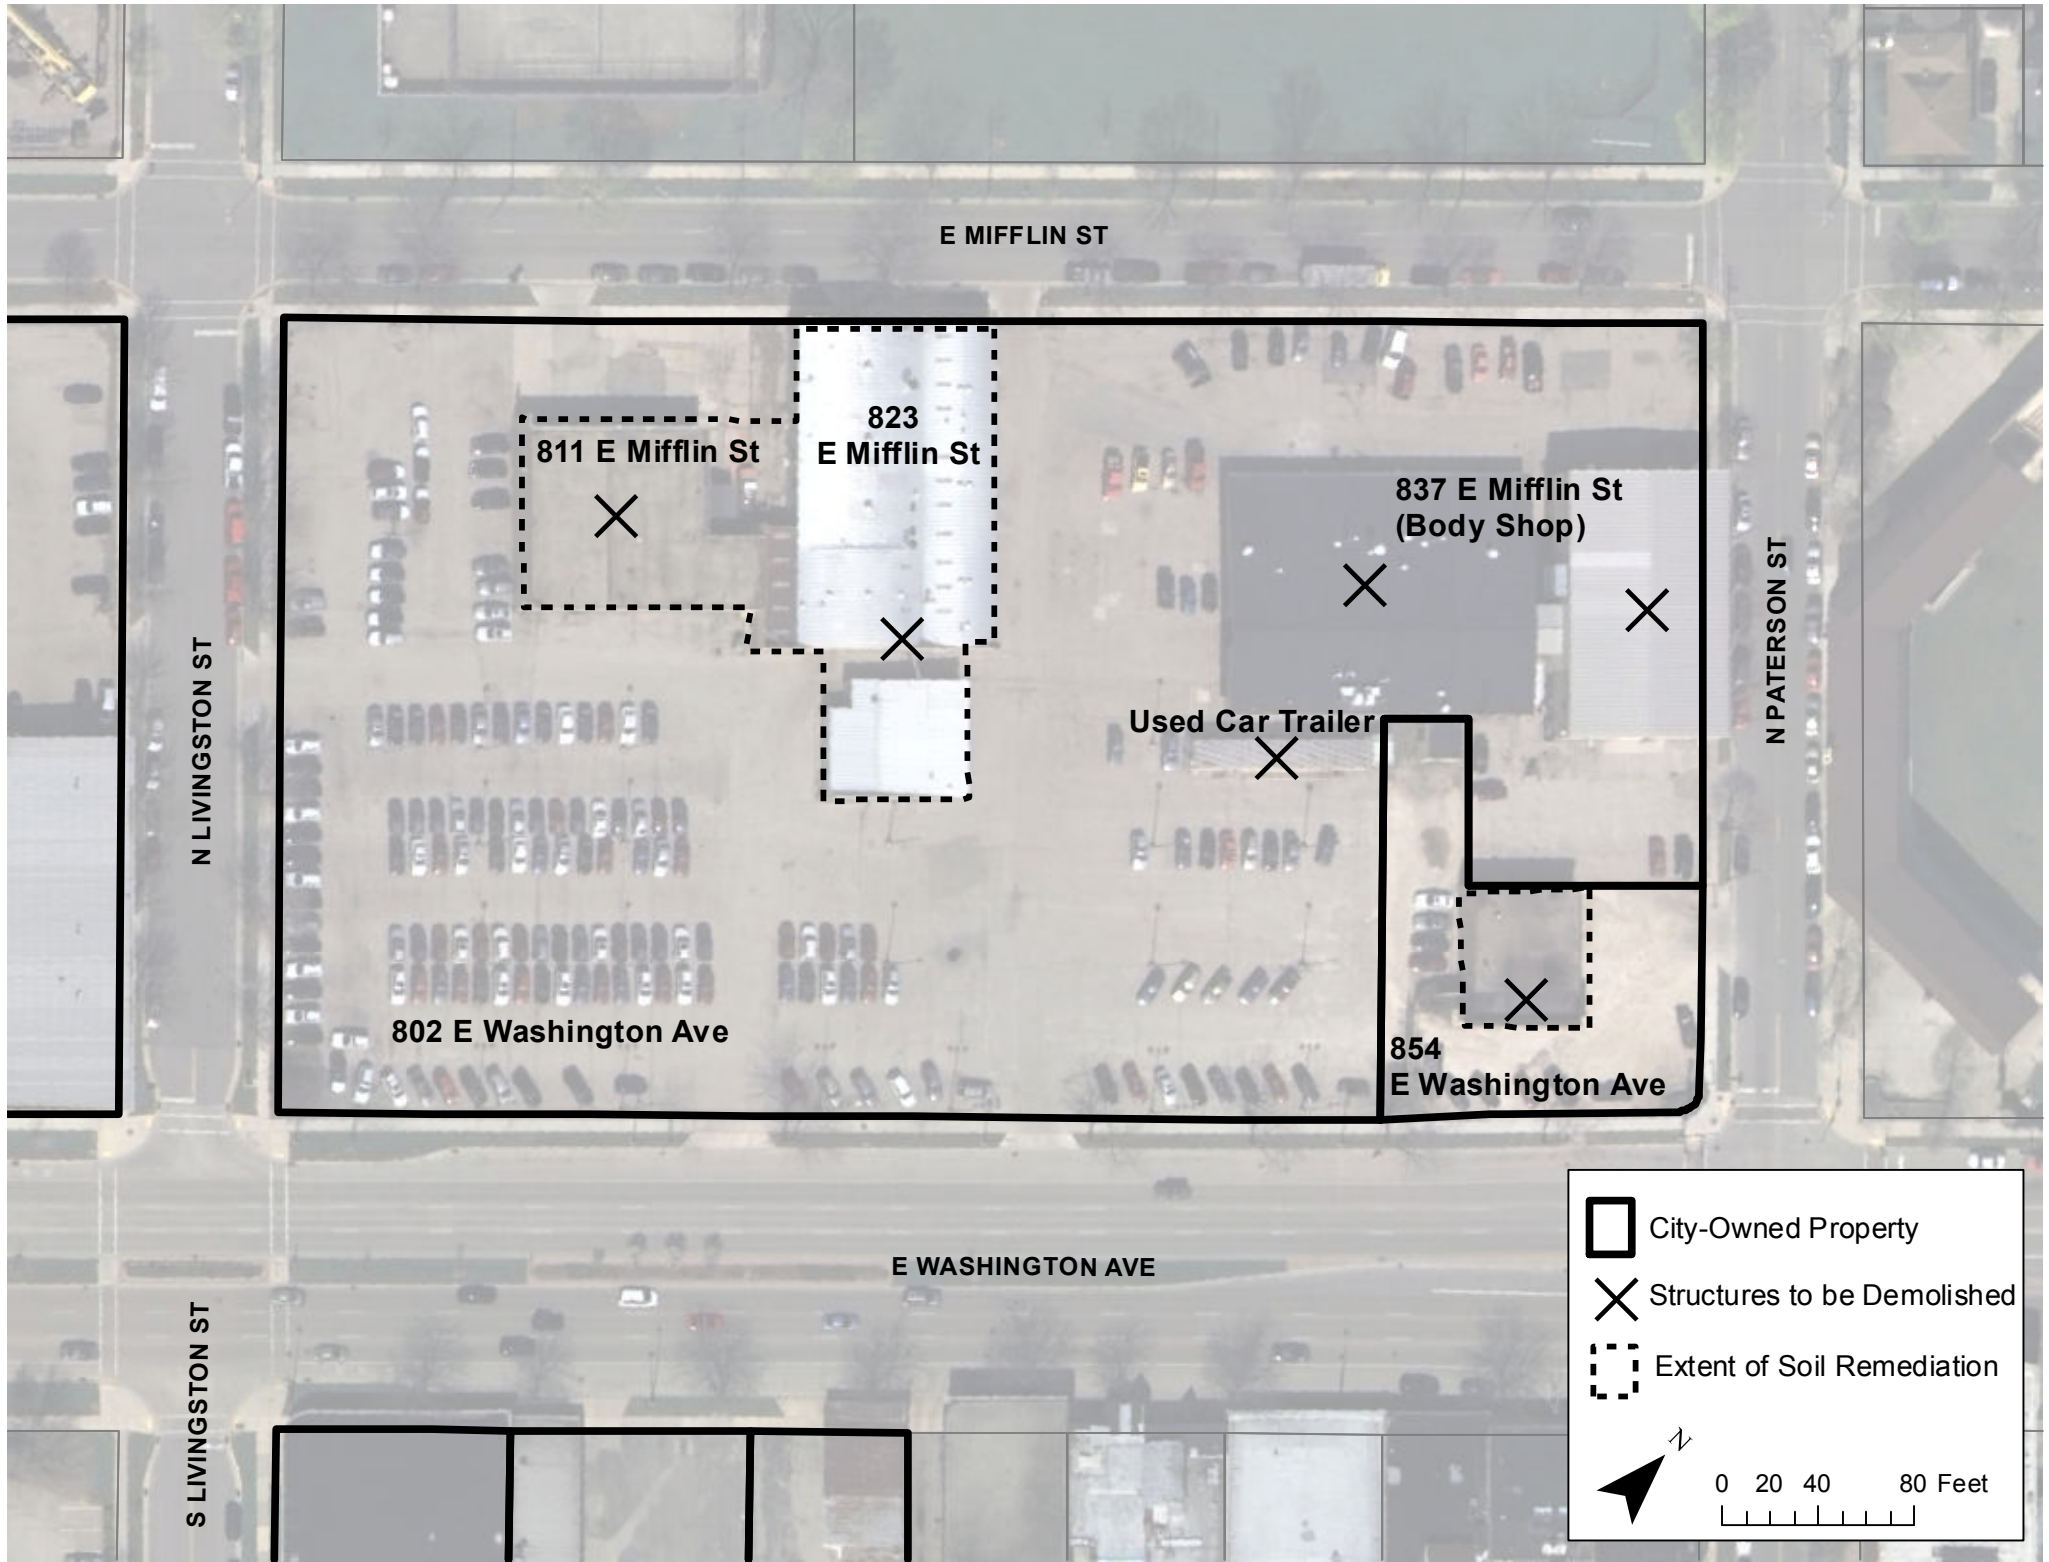 E MIFFLIN ST
823
E Mifflin St
811 E Mifflin St
837 E Mifflin St
(Body Shop)
N LIVINGSTON ST
N PATERSON ST
Used Car Trailer
802 E Washington Ave
854
E Washington Ave
E WASHINGTON AVE
S LIVINGSTON ST
City-Owned Property
Structures to be Demolished
Extent of Soil Remediation
N
0 20 40 80 Feet